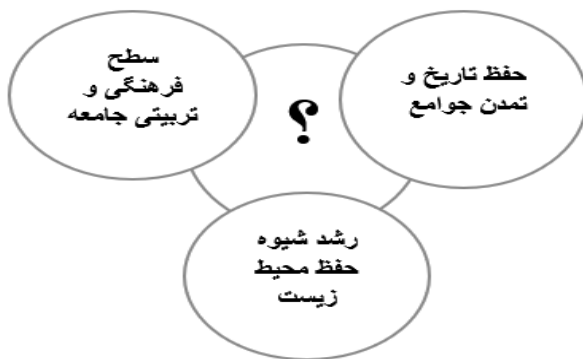 حفظ تاریخ و
تمدن جوامع
سطح
فرهنگی و
تربیتی جامعه
؟
رشد شیوه
حفظ محیط
زیست